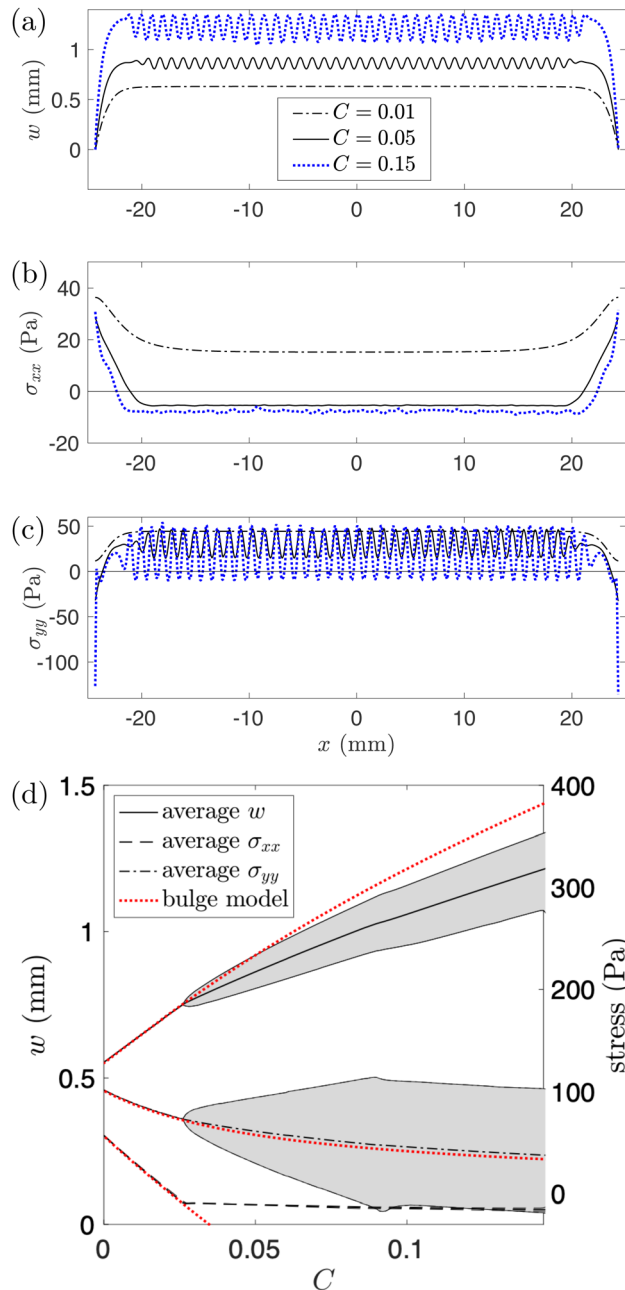 (a)
1
0.5
0
w (mm)
C = 0.01
C = 0.05
C = 0.15
-20 -10 0 10 20
(b)
40
20
0
-20
σxx (Pa)
-20 -10 0 10 20
(c)
50
0
-50
-100
σyy (Pa)
-20 -10 0 10 20
x (mm)
(d)
1.5
1
0.5
0
w (mm)
average w
average σxx
average σyy
bulge model
400
300
200
100
0
stress (Pa)
0 0.05 0.1
C